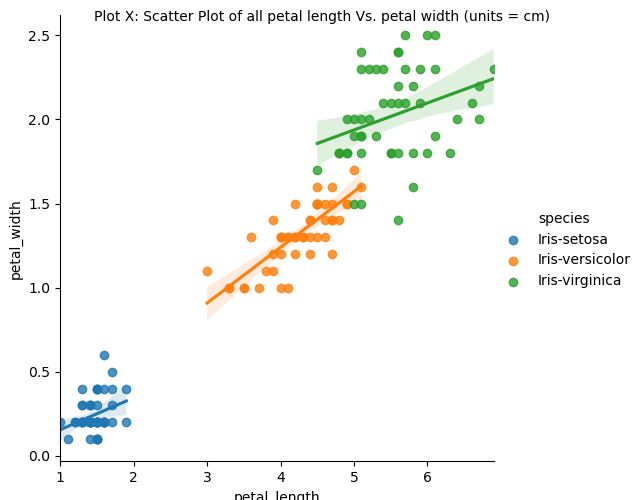 Plot X: Scatter Plot of all petal length Vs. petal width (units = cm)
2.5
2.0
1.5
1.0
0.5
0.0
petal_width
1 2 3 4 5 6
petal_length
species
Iris-setosa
Iris-versicolor
Iris-virginica